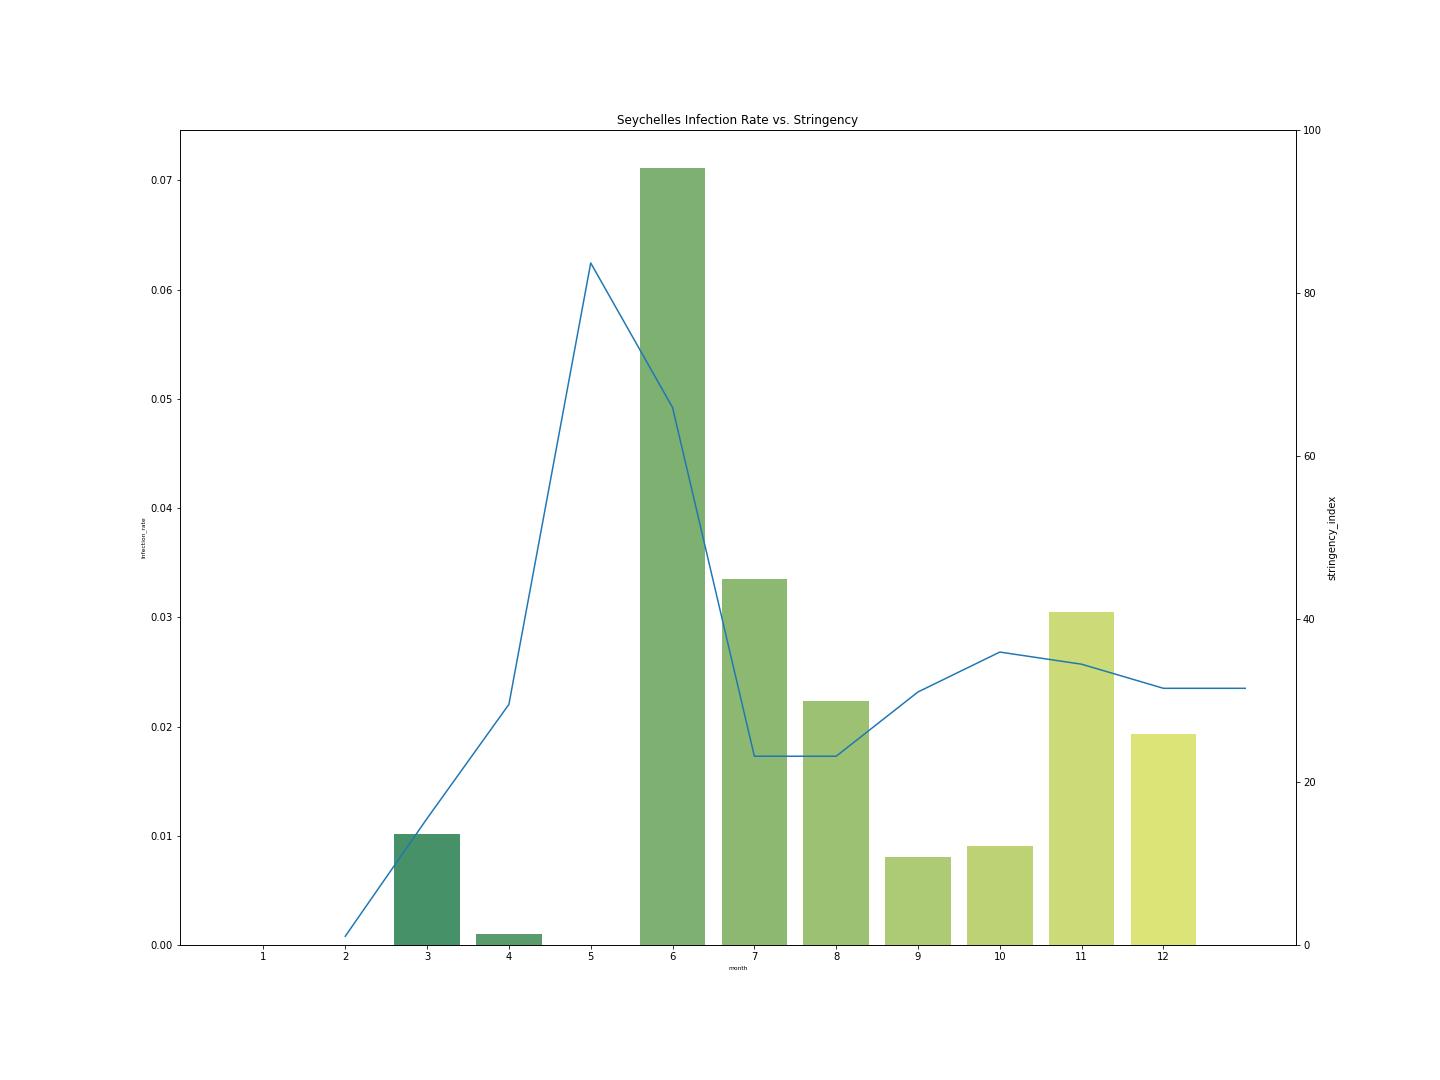 Seychelles Infection Rate vs. Stringency
0.07
0.06
0.05
0.04
0.03
0.02
0.01
0.00
Infection_rate
1 2 3 4 5 6 7 8 9 10 11 12
month
100
80
60
40
20
0
stringency_index